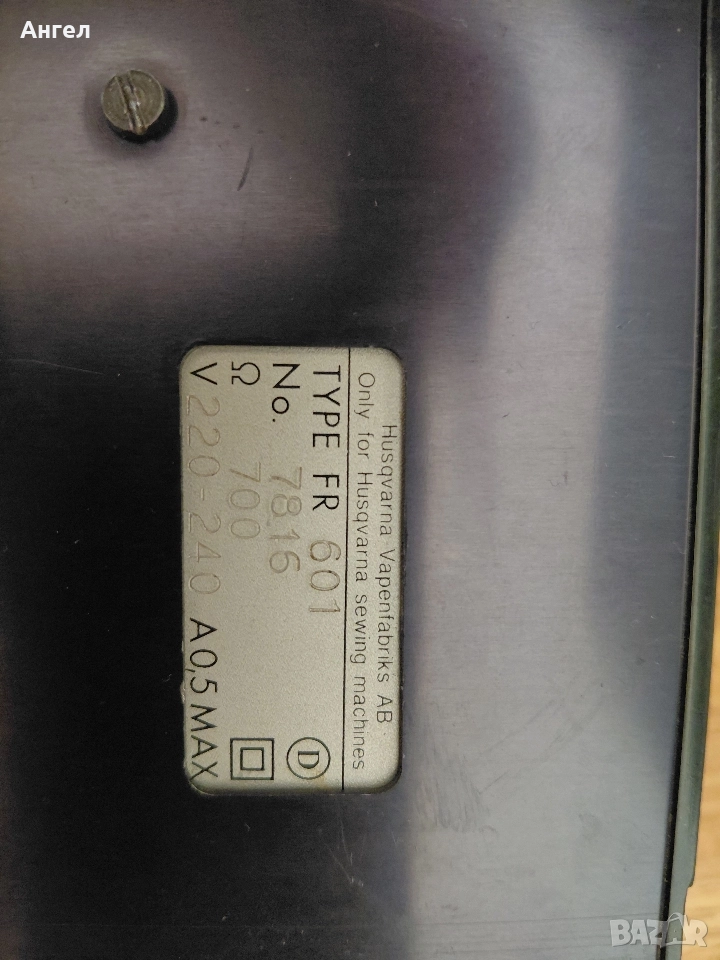 Ангел
Husqvarna Vapenfabriks AB
Only for Husqvarna sewing machines
TYPE FR 601 D
No. 7816
Ω 700
V 220-240 A 0,5 MAX
BAZAR